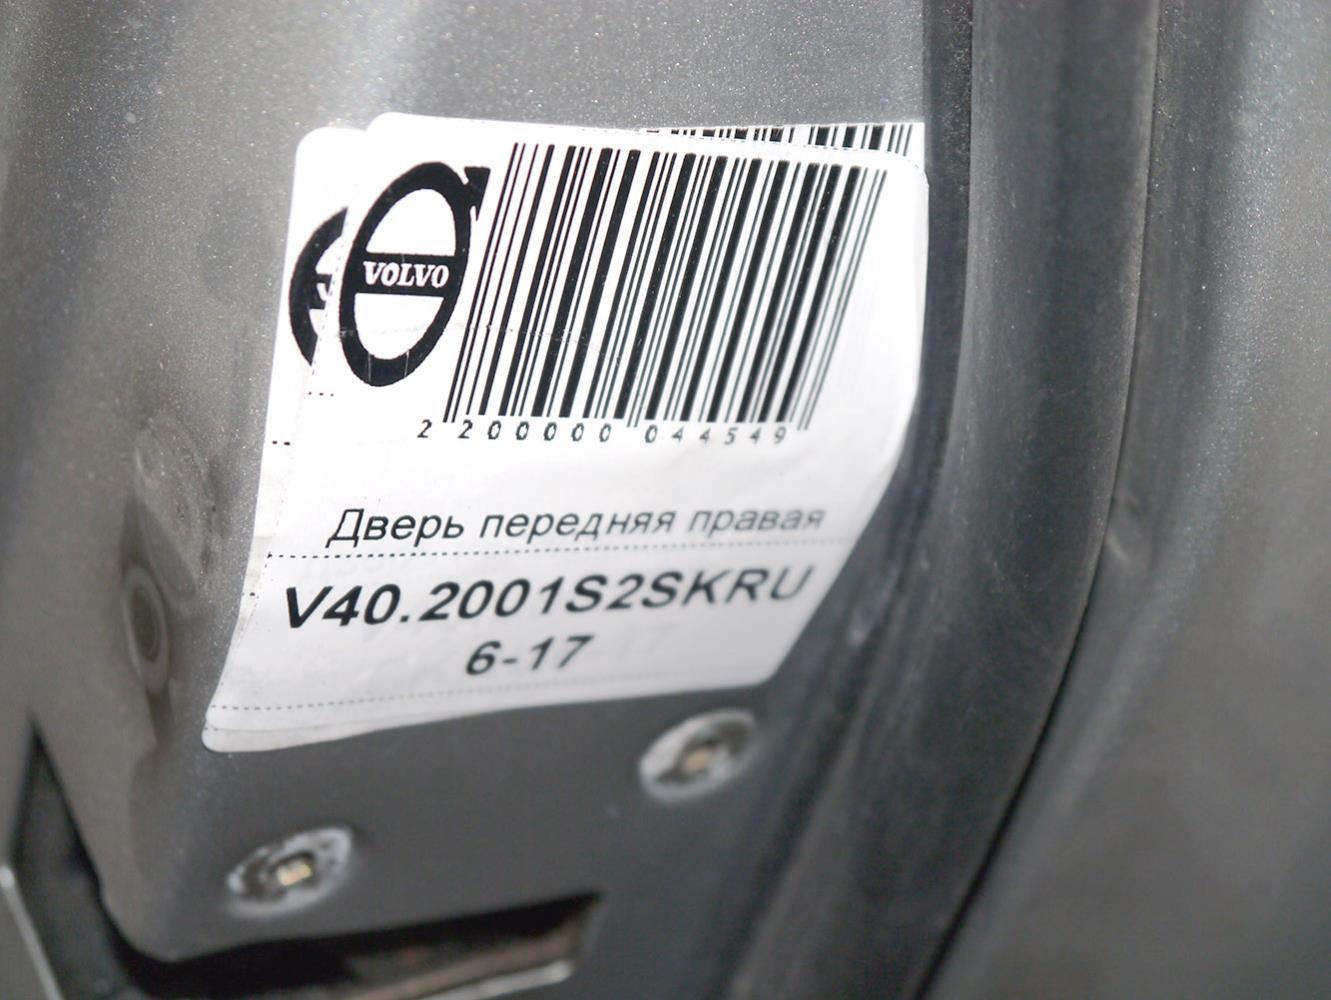 VOLVO
2 200000 044549
Дверь передняя правая
V40.2001S2SKRU
6-17